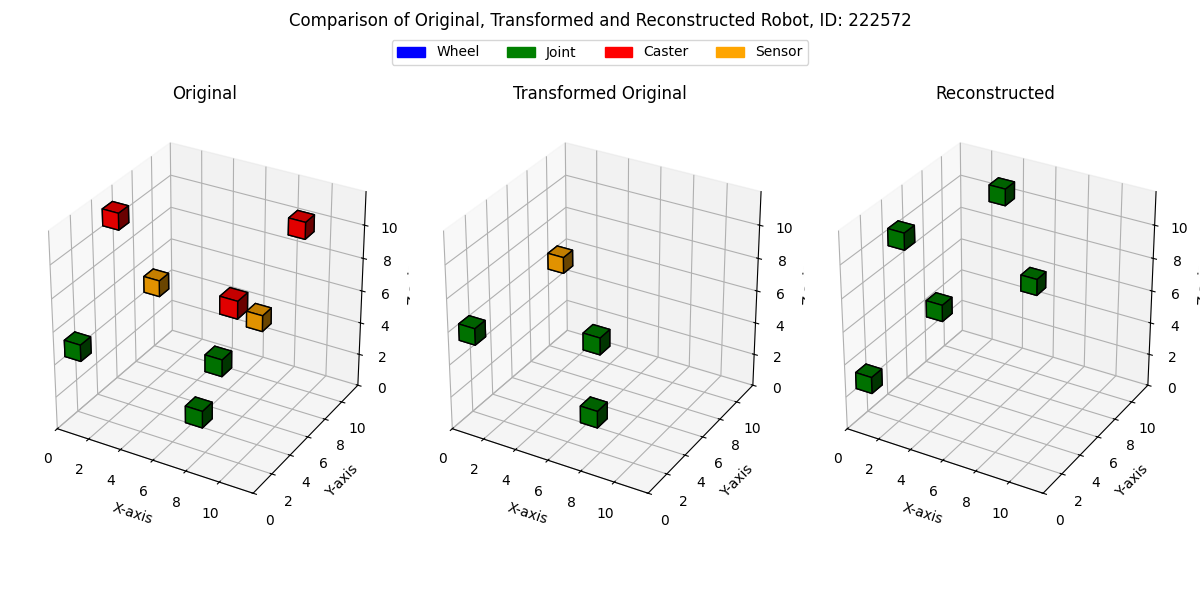 Comparison of Original, Transformed and Reconstructed Robot, ID: 222572
Wheel Joint Caster Sensor
Original Transformed Original Reconstructed
10 10 10
8 8 8
6 6 6
4 4 4
2 2 2
0 0 0
10 10 10
8 8 8
0 6 0 6 0 6
2 4 2 4 2 4
4 2 4 2 4 2
6 0 6 0 6 0
8 8 8
10 10 10
X-axis Y-axis X-axis Y-axis X-axis Y-axis